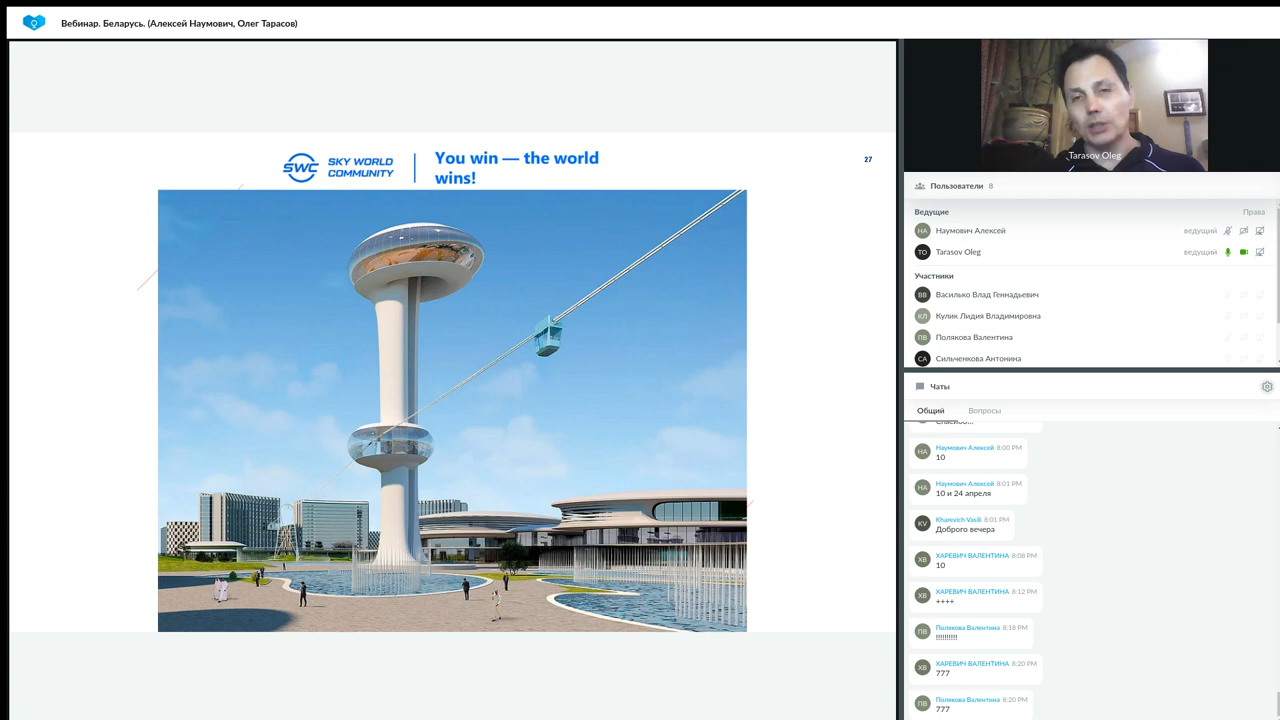 Вебинар. Беларусь. (Алексей Наумович, Олег Тарасов)
SWC
SKY WORLD
COMMUNITY
You win — the world
wins!
27
Tarasov Oleg
Пользователи 8
Ведущие Права
НА Наумович Алексей ведущий
TO Tarasov Oleg ведущий
Участники
ВВ Василько Влад Геннадьевич
КЛ Кулик Лидия Владимировна
ПВ Полякова Валентина
СА Сильченкова Антонина
Чаты
Общий Вопросы
НА Наумович Алексей 8:00 PM
10
НА Наумович Алексей 8:01 PM
10 и 24 апреля
KV Kharevich Vasili 8:01 PM
Доброго вечера
ХВ ХАРЕВИЧ ВАЛЕНТИНА 8:08 PM
10
ХВ ХАРЕВИЧ ВАЛЕНТИНА 8:12 PM
++++
ПВ Полякова Валентина 8:18 PM
!!!!!!!!!!
ХВ ХАРЕВИЧ ВАЛЕНТИНА 8:20 PM
777
ПВ Полякова Валентина 8:20 PM
777